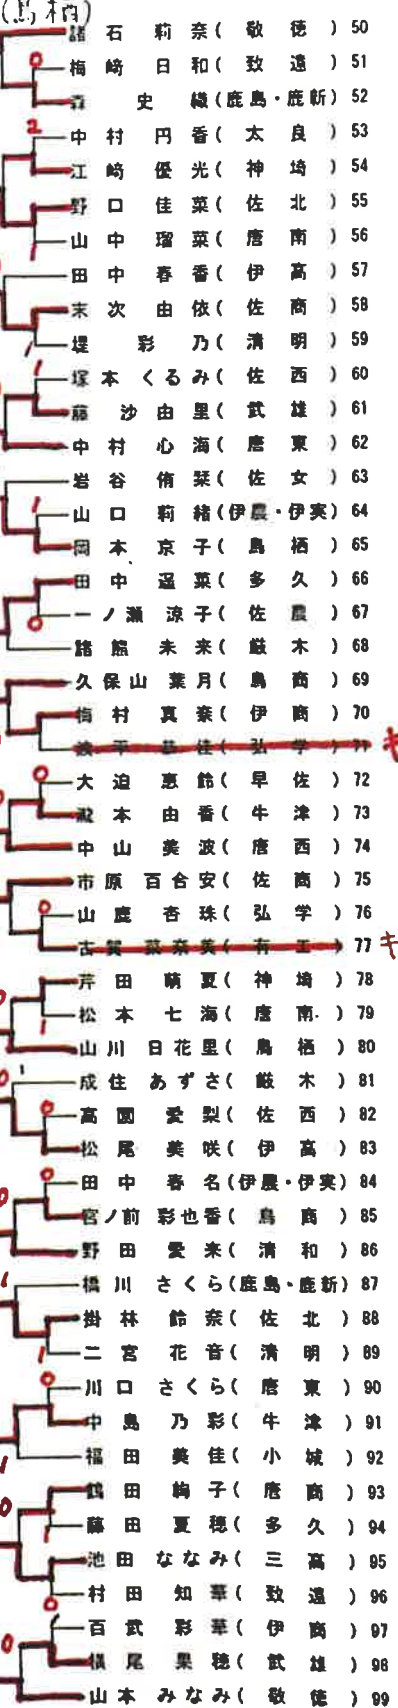 (鳥栖)
諸石 莉奈(敬徳) 50
梅﨑 日和(致遠) 51
森 史織(鹿島・鹿新) 52
2
中村 円香(太良) 53
江﨑 優光(神埼) 54
野口 佳菜(佐北) 55
山中 瑠菜(唐南) 56
田中 春香(伊高) 57
末次 由依(佐商) 58
堤 彩乃(清明) 59
塚本 くるみ(佐西) 60
藤 沙由里(武雄) 61
中村 心海(唐東) 62
岩谷 侑栞(佐女) 63
山口 莉緒(伊農・伊実) 64
岡本 京子(鳥栖) 65
田中 遥菜(多久) 66
一ノ瀬 涼子(佐農) 67
諸熊 未来(厳木) 68
久保山 葉月(鳥商) 69
梅村 真奈(伊商) 70
(弘学) 71 キ
大迫 恵鈴(早佐) 72
瀧本 由香(牛津) 73
中山 美波(唐西) 74
市原 百合安(佐商) 75
山鹿 杏珠(弘学) 76
古賀 菜奈美(有工) 77 キ
芹田 萌夏(神埼) 78
松本 七海(唐南) 79
山川 日花里(鳥栖) 80
成住 あずさ(厳木) 81
高園 愛梨(佐西) 82
松尾 美咲(伊高) 83
田中 春名(伊農・伊実) 84
宮ノ前 彩也香(鳥商) 85
野田 愛来(清和) 86
橋川 さくら(鹿島・鹿新) 87
掛林 鈴奈(佐北) 88
二宮 花音(清明) 89
川口 さくら(唐東) 90
中島 乃彩(牛津) 91
福田 美佳(小城) 92
鶴田 絢子(唐商) 93
藤田 夏穂(多久) 94
池田 ななみ(三高) 95
村田 知華(致遠) 96
百武 彩華(伊商) 97
横尾 果穂(武雄) 98
山本 みなみ(敬徳) 99